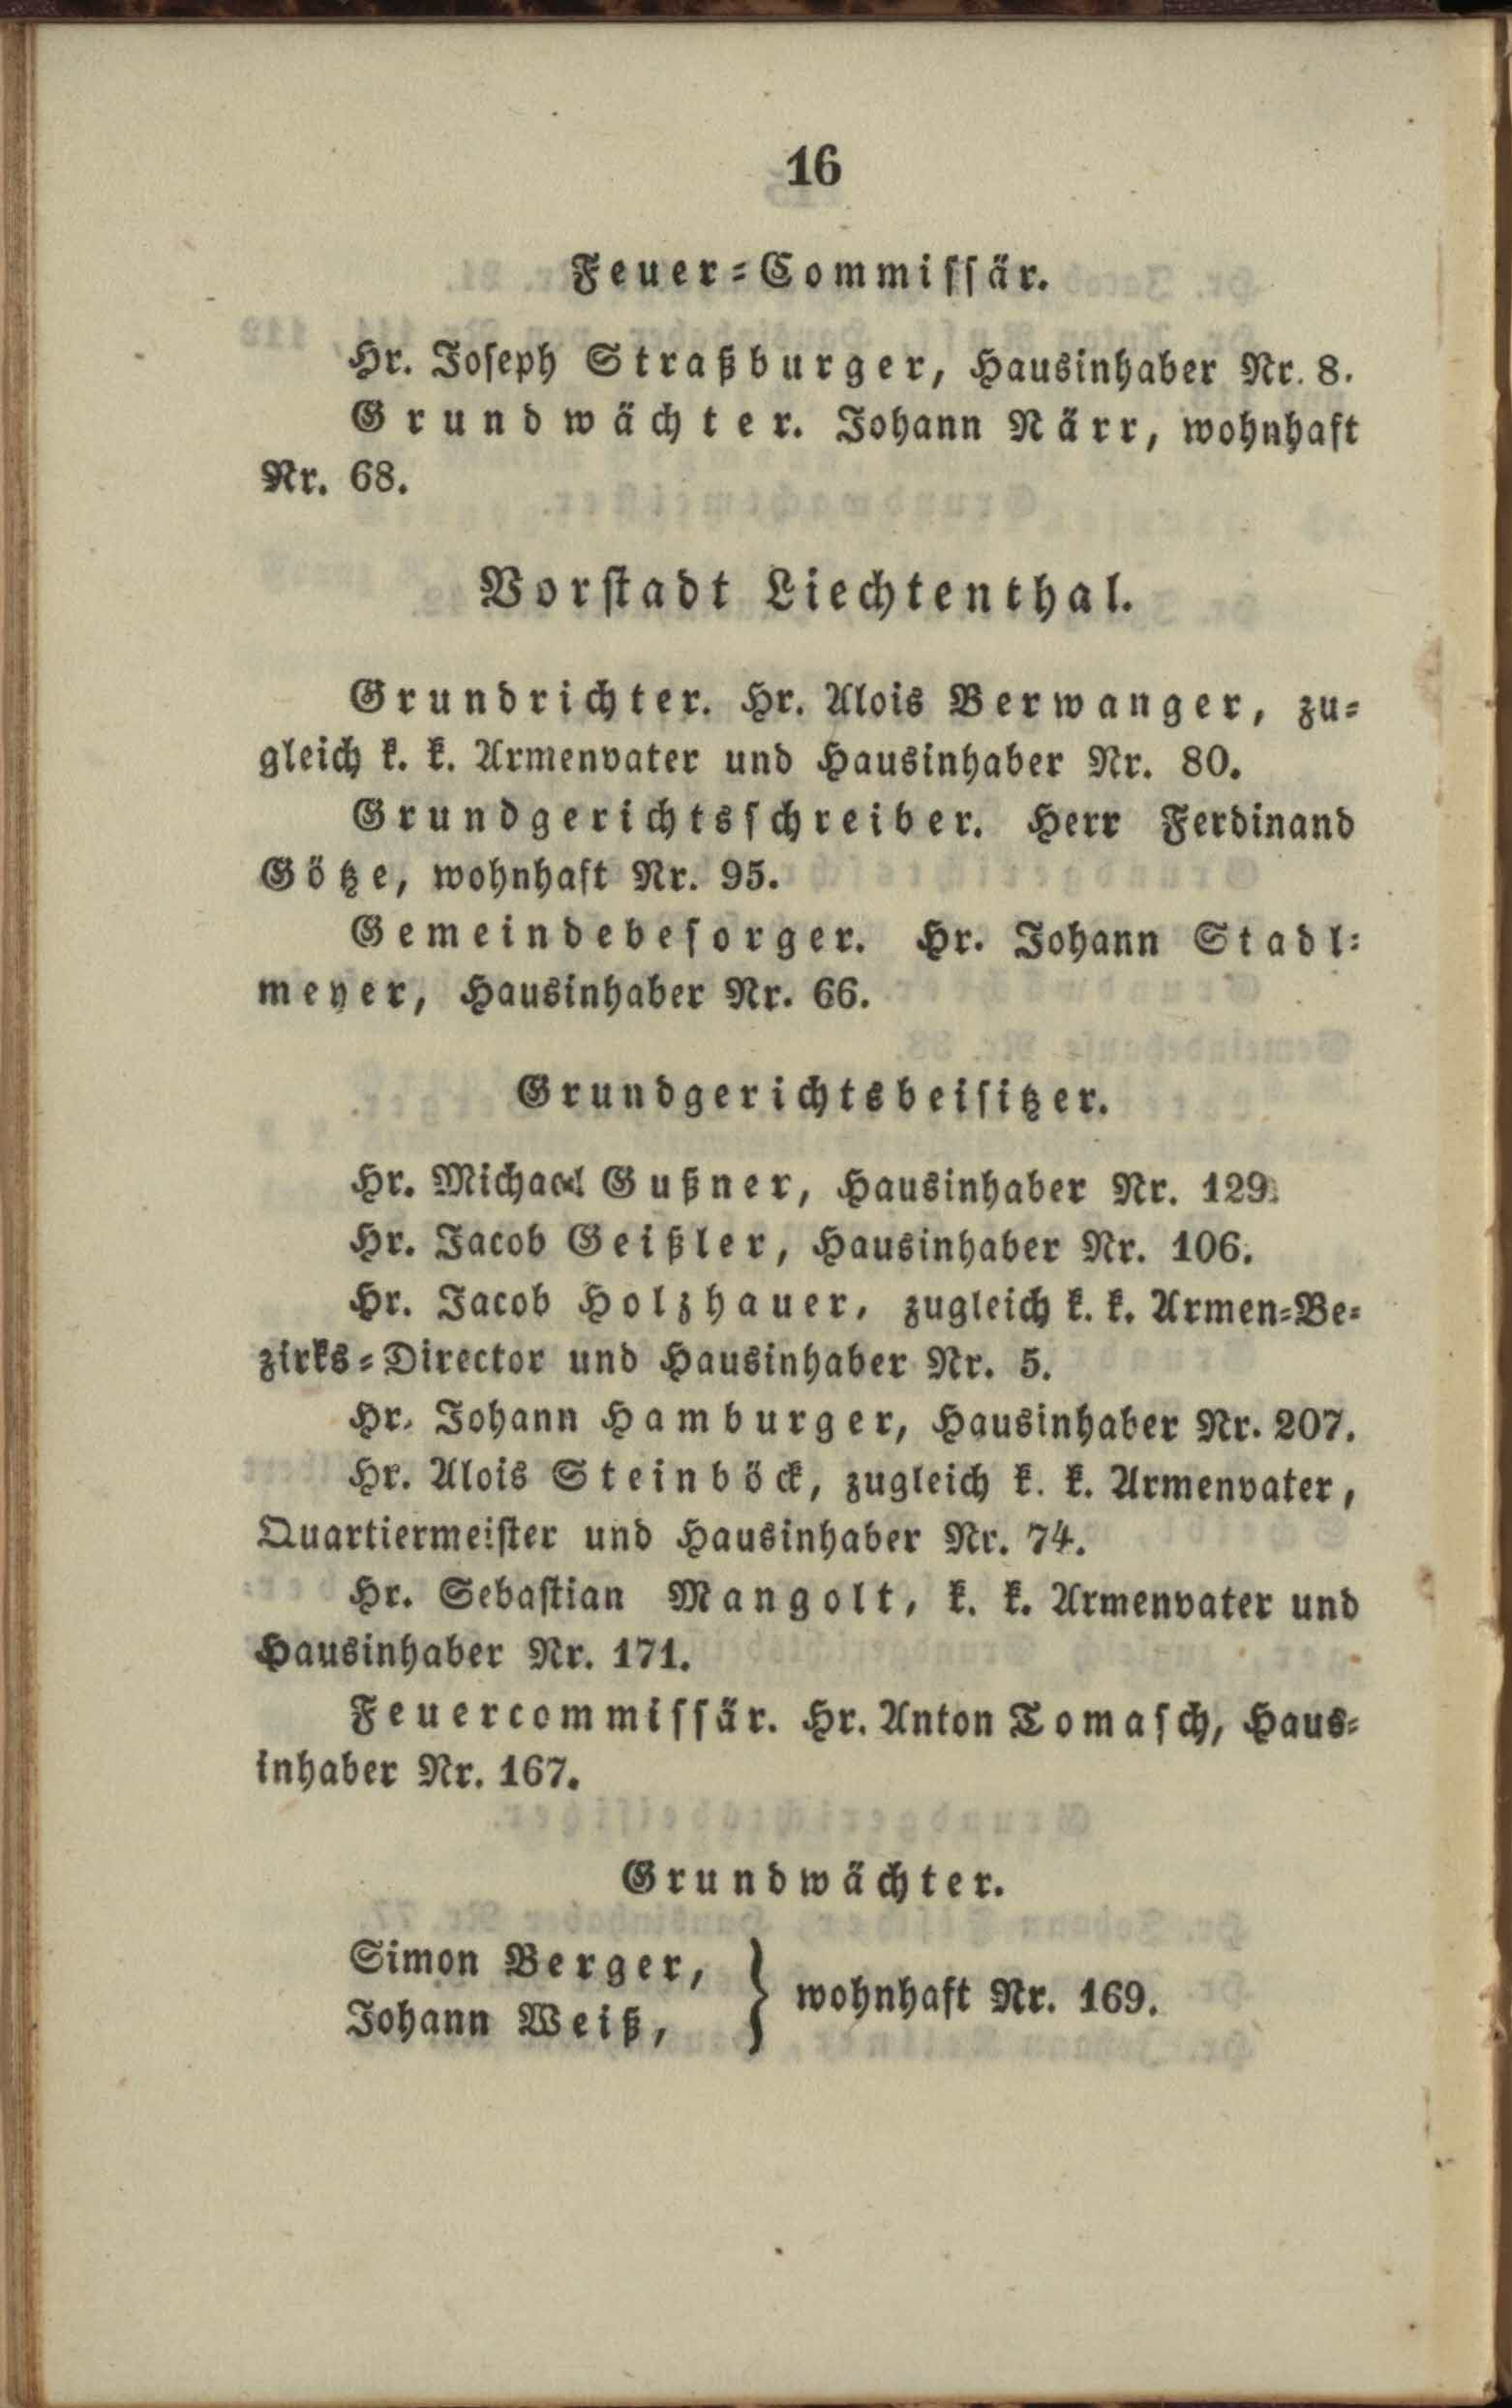 16
Feuer-Commissär.
Hr. Joseph Straßburger, Hausinhaber Nr. 8.
Grundwächter. Johann Närr, wohnhaft
Nr. 68.
Vorstadt Liechtenthal.
Grundrichter. Hr. Alois Berwanger, zu-
gleich k. k. Armenvater und Hausinhaber Nr. 80.
Grundgerichtsschreiber. Herr Ferdinand
Götze, wohnhaft Nr. 95.
Gemeindebesorger. Hr. Johann Stadl-
meyer, Hausinhaber Nr. 66.
Grundgerichtsbeisitzer.
Hr. Michael Gußner, Hausinhaber Nr. 129.
Hr. Jacob Geißler, Hausinhaber Nr. 106.
Hr. Jacob Holzhauer, zugleich k. k. Armen-Be-
zirks-Director und Hausinhaber Nr. 5.
Hr. Johann Hamburger, Hausinhaber Nr. 207.
Hr. Alois Steinböck, zugleich k. k. Armenvater,
Quartiermeister und Hausinhaber Nr. 74.
Hr. Sebastian Mangolt, k. k. Armenvater und
Hausinhaber Nr. 171.
Feuercommissär. Hr. Anton Tomasch, Haus-
inhaber Nr. 167.
Grundwächter.
Simon Berger,
Johann Weiß, } wohnhaft Nr. 169.